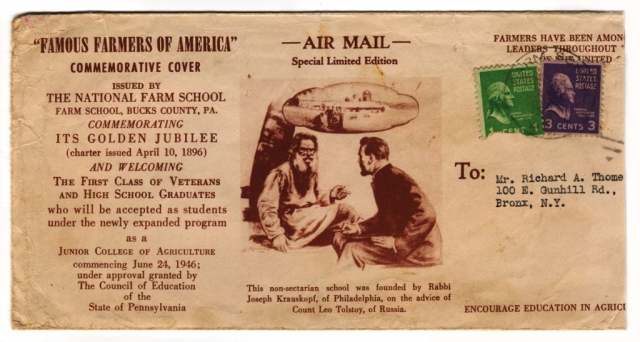 "FAMOUS FARMERS OF AMERICA"
COMMEMORATIVE COVER
ISSUED BY
THE NATIONAL FARM SCHOOL
FARM SCHOOL, BUCKS COUNTY, PA.
COMMEMORATING
ITS GOLDEN JUBILEE
(charter issued April 10, 1896)
AND WELCOMING
THE FIRST CLASS OF VETERANS
AND HIGH SCHOOL GRADUATES
who will be accepted as students
under the newly expanded program
as a
JUNIOR COLLEGE OF AGRICULTURE
commencing June 24, 1946;
under approval granted by
The Council of Education
of the
State of Pennsylvania
—AIR MAIL—
Special Limited Edition
This non-sectarian school was founded by Rabbi
Joseph Krauskopf, of Philadelphia, on the advice of
Count Leo Tolstoy, of Russia.
FARMERS HAVE BEEN AMONG
LEADERS THROUGHOUT
OF THE UNITED
UNITED
STATES
POSTAGE
1 CENT
UNITED
STATES
POSTAGE
3 CENTS 3
To:
Mr. Richard A. Thome
100 E. Gunhill Rd.,
Bronx, N.Y.
ENCOURAGE EDUCATION IN AGRICU